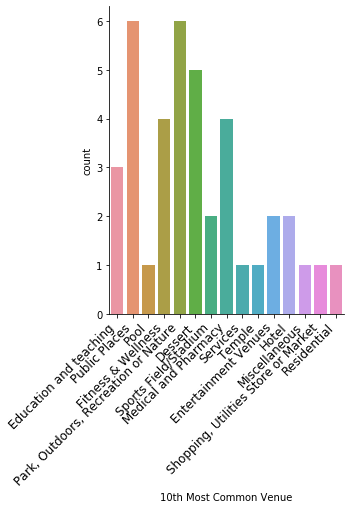 6
5
4
3
2
1
0
count
Education and teaching
Public Places
Pool
Fitness & Wellness
Park, Outdoors, Recreation or Nature
Dessert
Sports Field/Stadium
Medical and Pharmacy
Services
Temple
Entertainment Venues
Hotel
Miscellaneous
Shopping, Utilities Store or Market
Residential
10th Most Common Venue